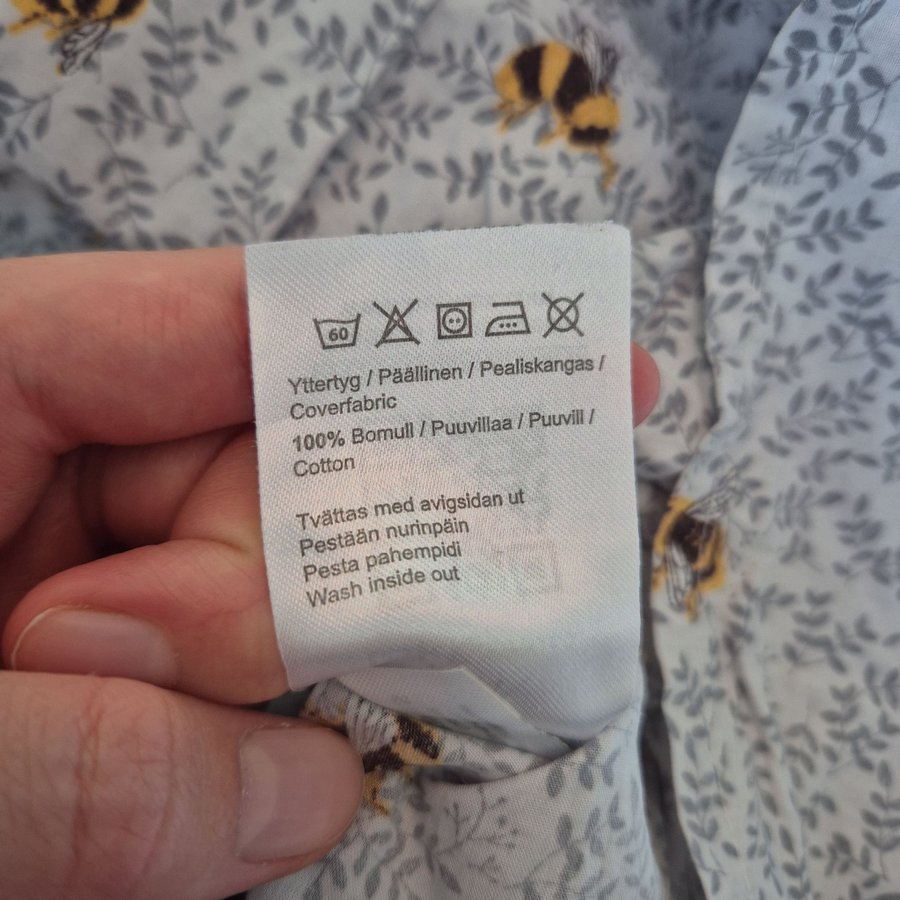 60
Yttertyg / Päällinen / Pealiskangas /
Coverfabric
100% Bomull / Puuvillaa / Puuvill /
Cotton
Tvättas med avigsidan ut
Pestään nurinpäin
Pesta pahempidi
Wash inside out